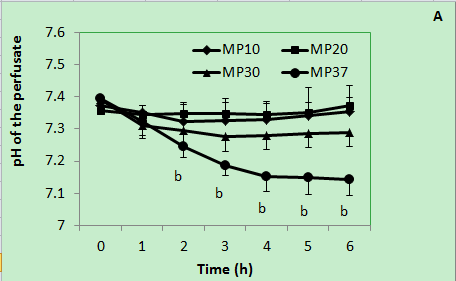 A
pH of the perfusate
7.6
7.5
7.4
7.3
7.2
7.1
7
MP10 MP20
MP30 MP37
b b b b b
0 1 2 3 4 5 6
Time (h)